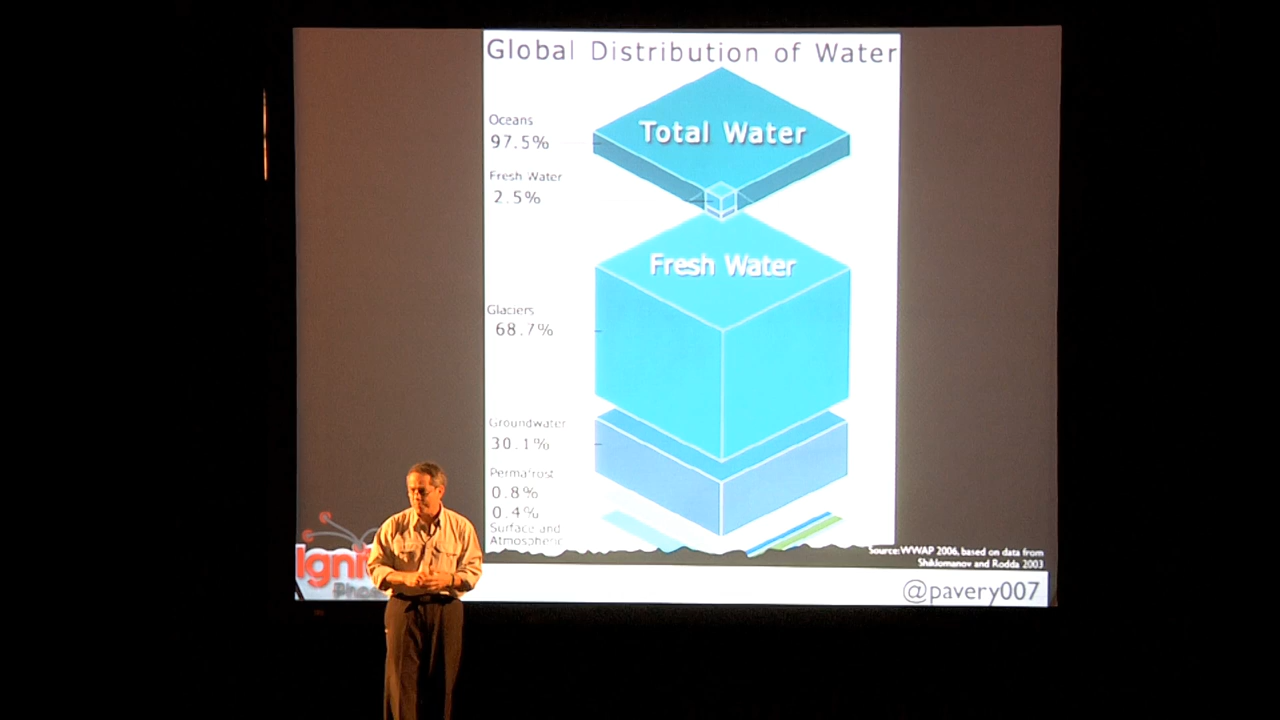 Global Distribution of Water
Oceans
97.5%
Total Water
Fresh Water
2.5%
Fresh Water
Glaciers
68.7%
Groundwater
30.1%
Permafrost
0.8%
0.4%
Surface and
Atmospheric
Source: WWAP 2006, based on data from
Shiklomanov and Rodda 2003
@pavery007